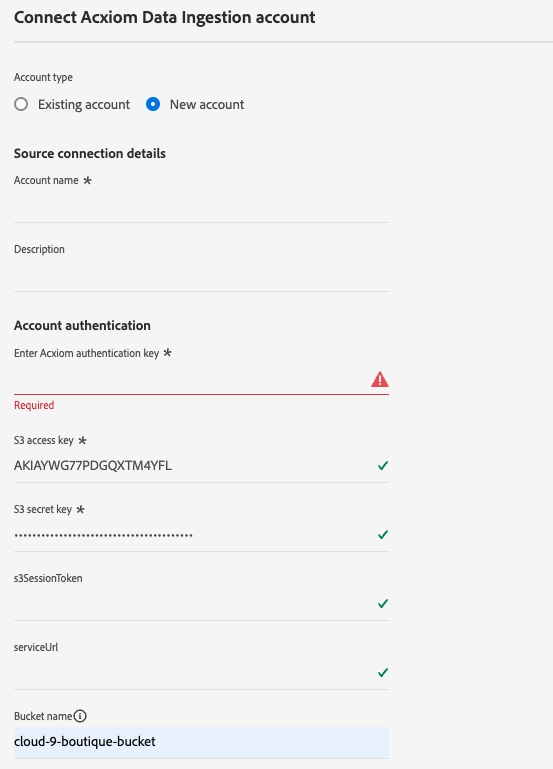 Connect Acxiom Data Ingestion account
Account type
Existing account New account
Source connection details
Account name *
Description
Account authentication
Enter Acxiom authentication key *
Required
S3 access key *
AKIAYWG77PDGQXTM4YFL
S3 secret key *
••••••••••••••••••••••••••••••••••••••••
s3SessionToken
serviceUrl
Bucket name
cloud-9-boutique-bucket